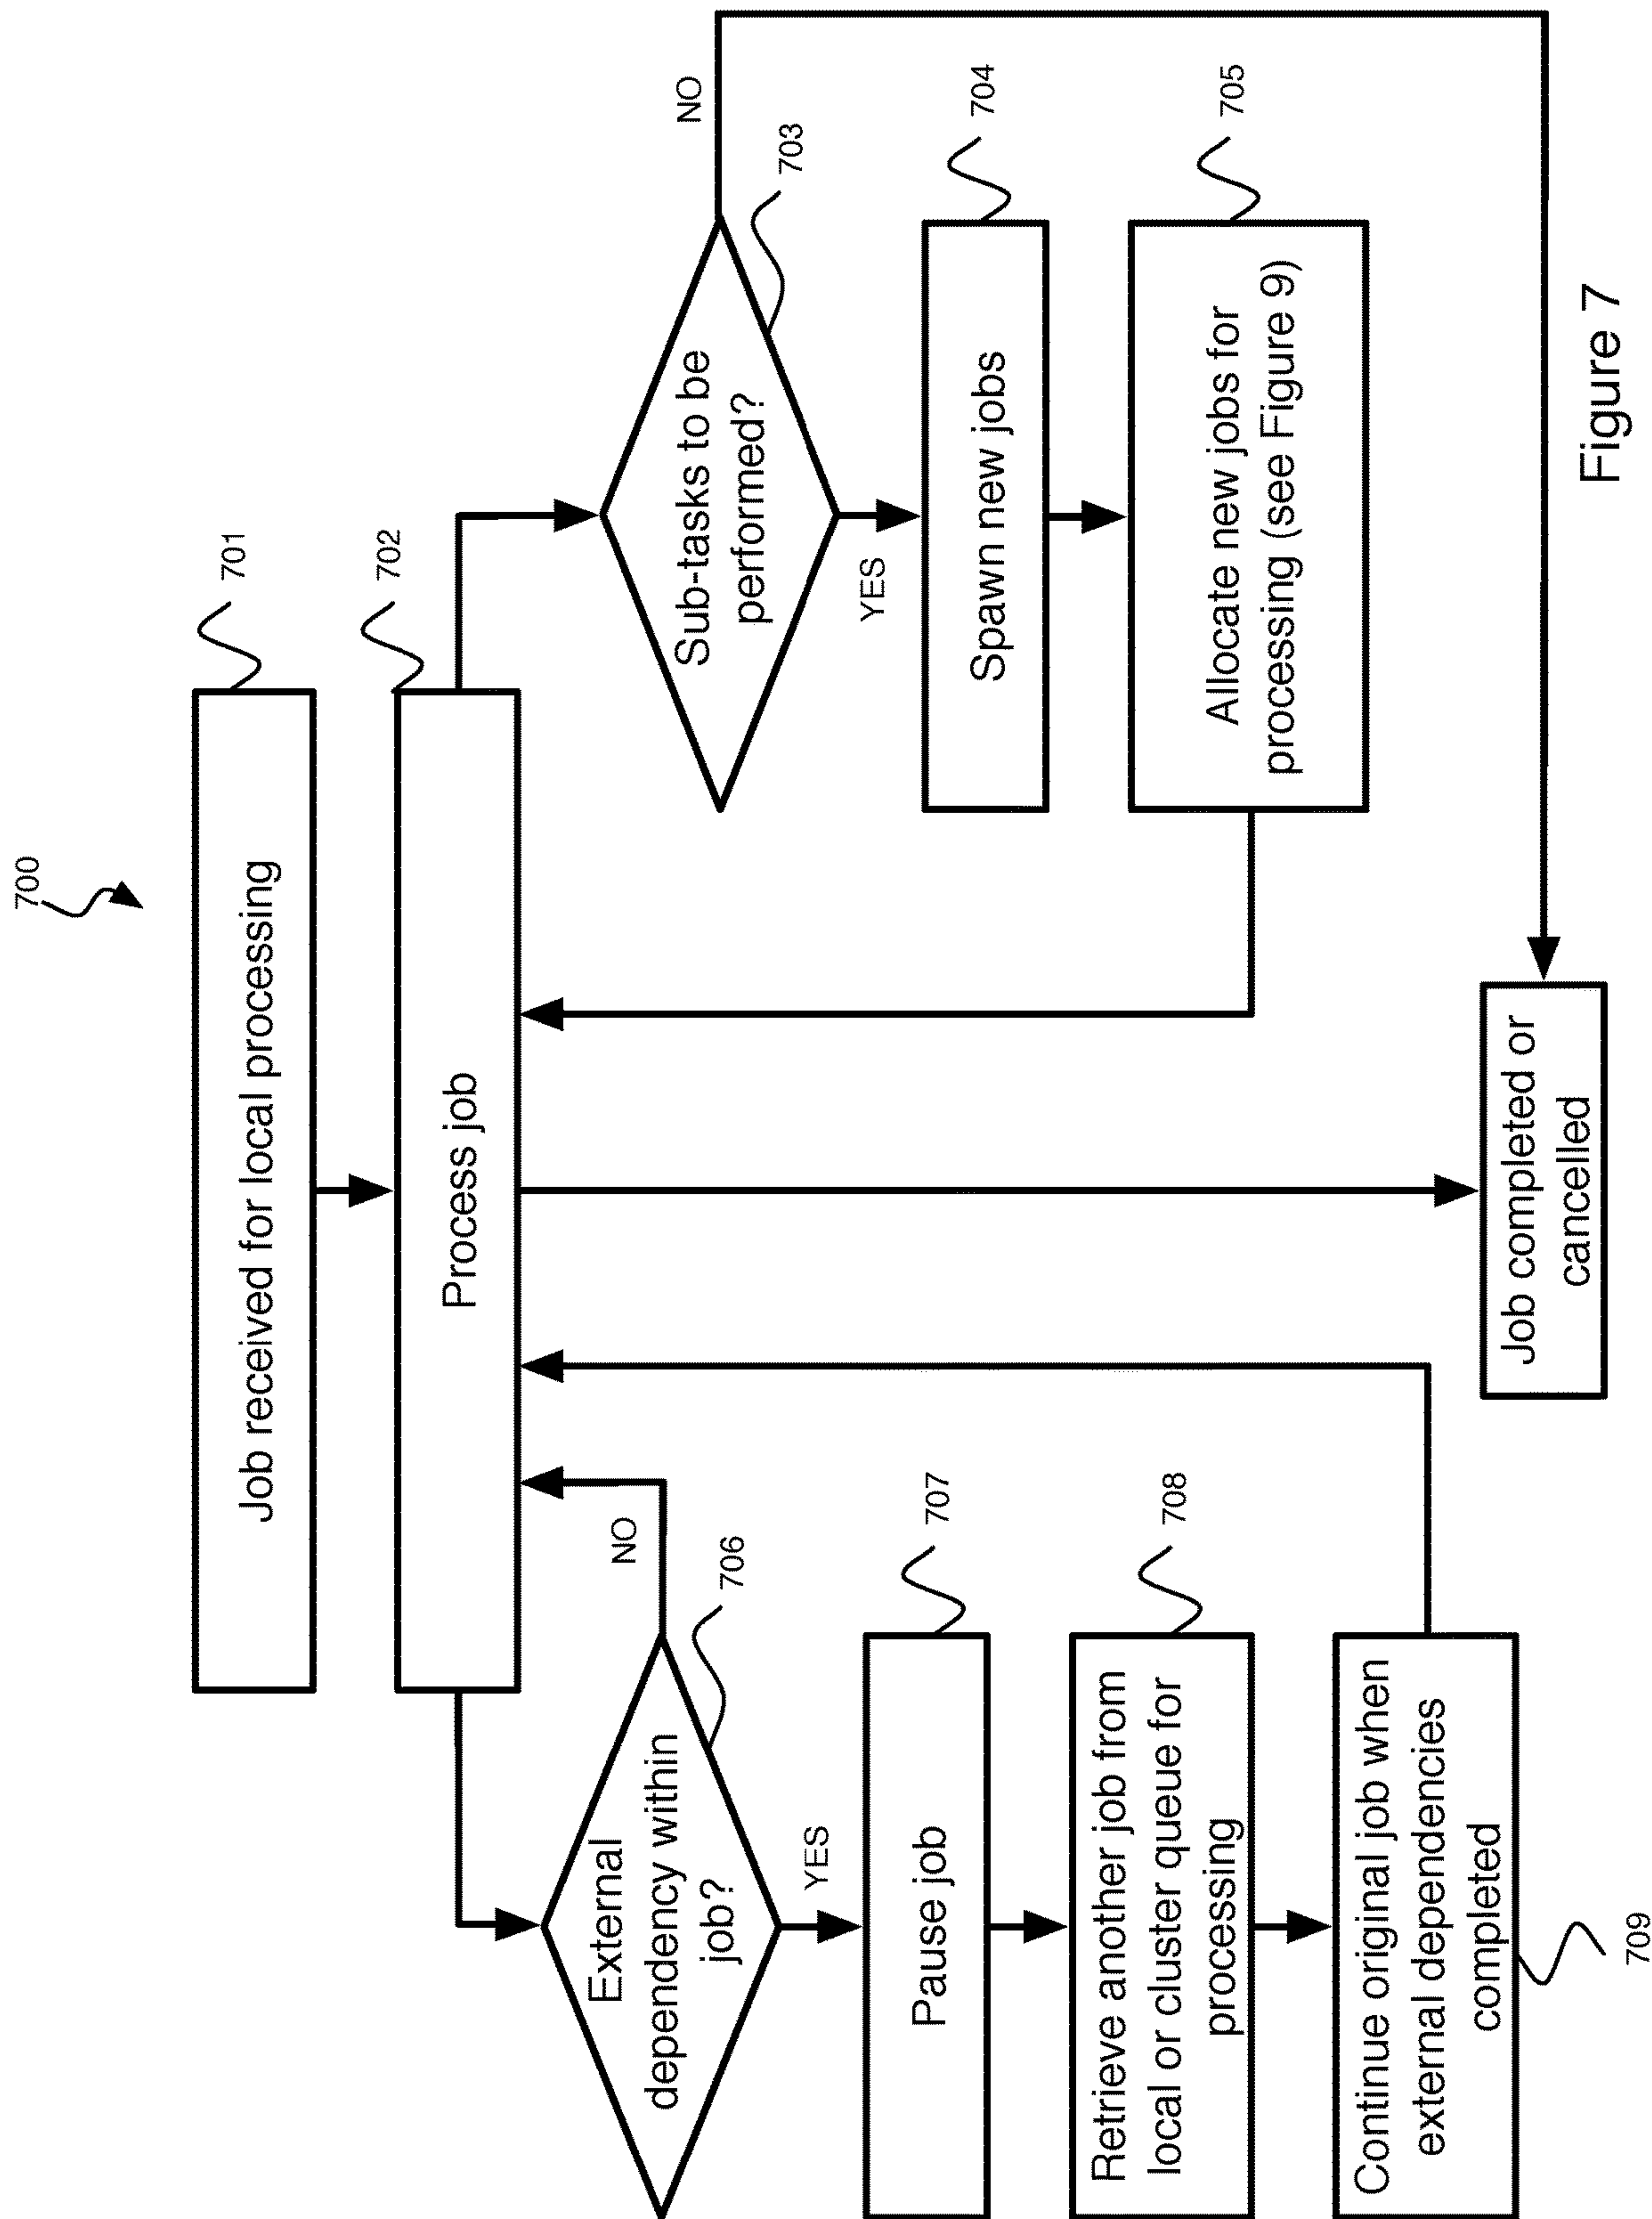 700
Job received for local processing
701
Process job
702
External
dependency within
job?
NO
706
YES
Pause job
707
Retrieve another job from
local or cluster queue for
processing
708
Continue original job when
external dependencies
completed
709
Sub-tasks to be
performed?
NO
703
YES
Spawn new jobs
704
Allocate new jobs for
processing (see Figure 9)
705
Job completed or
cancelled
Figure 7